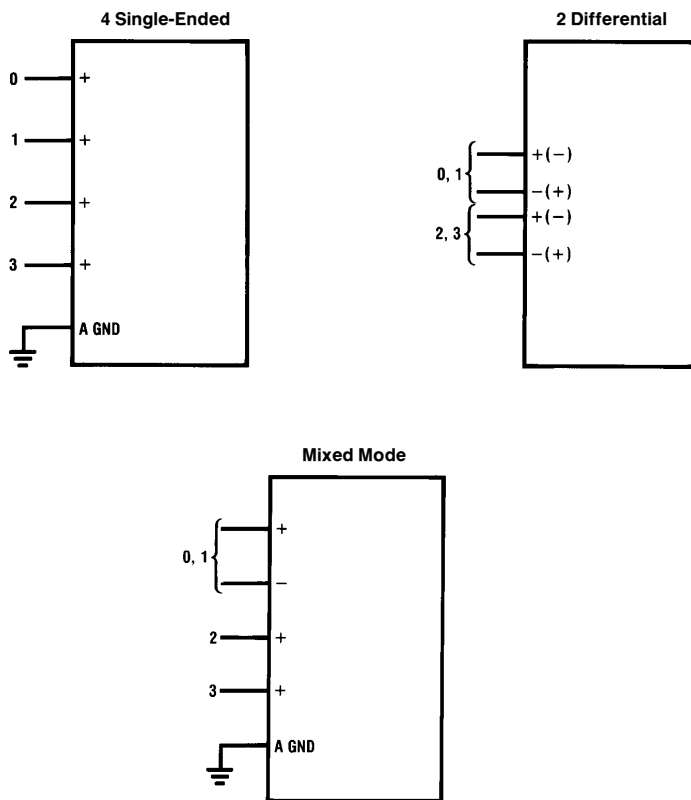 4 Single-Ended
0 +
1 +
2 +
3 +
A GND
2 Differential
0, 1 +(−)
−(+)
2, 3 +(−)
−(+)
Mixed Mode
0, 1 +
−
2 +
3 +
A GND